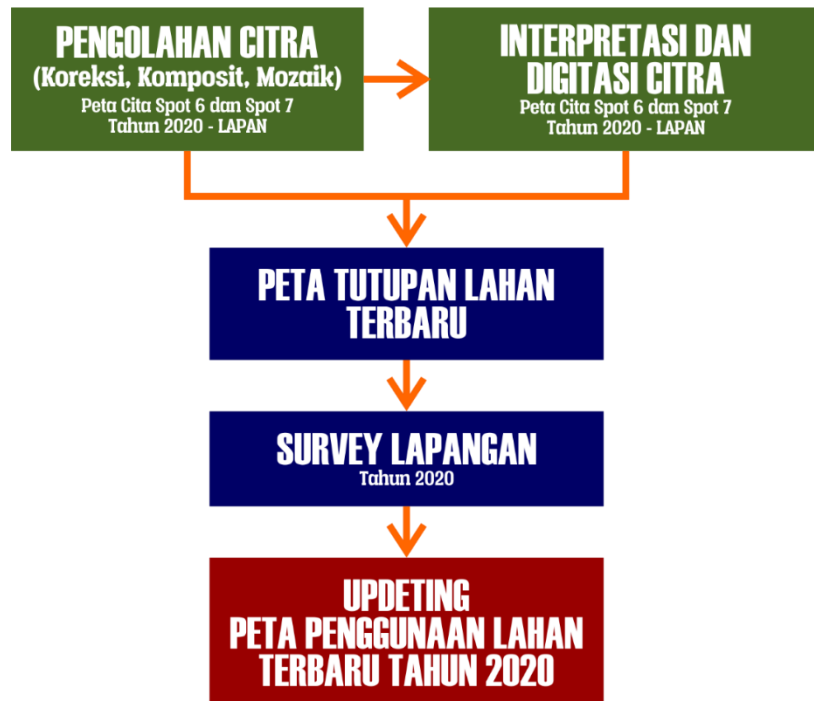 PENGOLAHAN CITRA
(Koreksi, Komposit, Mozaik)
Peta Cita Spot 6 dan Spot 7
Tahun 2020 - LAPAN
INTERPRETASI DAN
DIGITASI CITRA
Peta Cita Spot 6 dan Spot 7
Tahun 2020 - LAPAN
PETA TUTUPAN LAHAN
TERBARU
SURVEY LAPANGAN
Tahun 2020
UPDETING
PETA PENGGUNAAN LAHAN
TERBARU TAHUN 2020